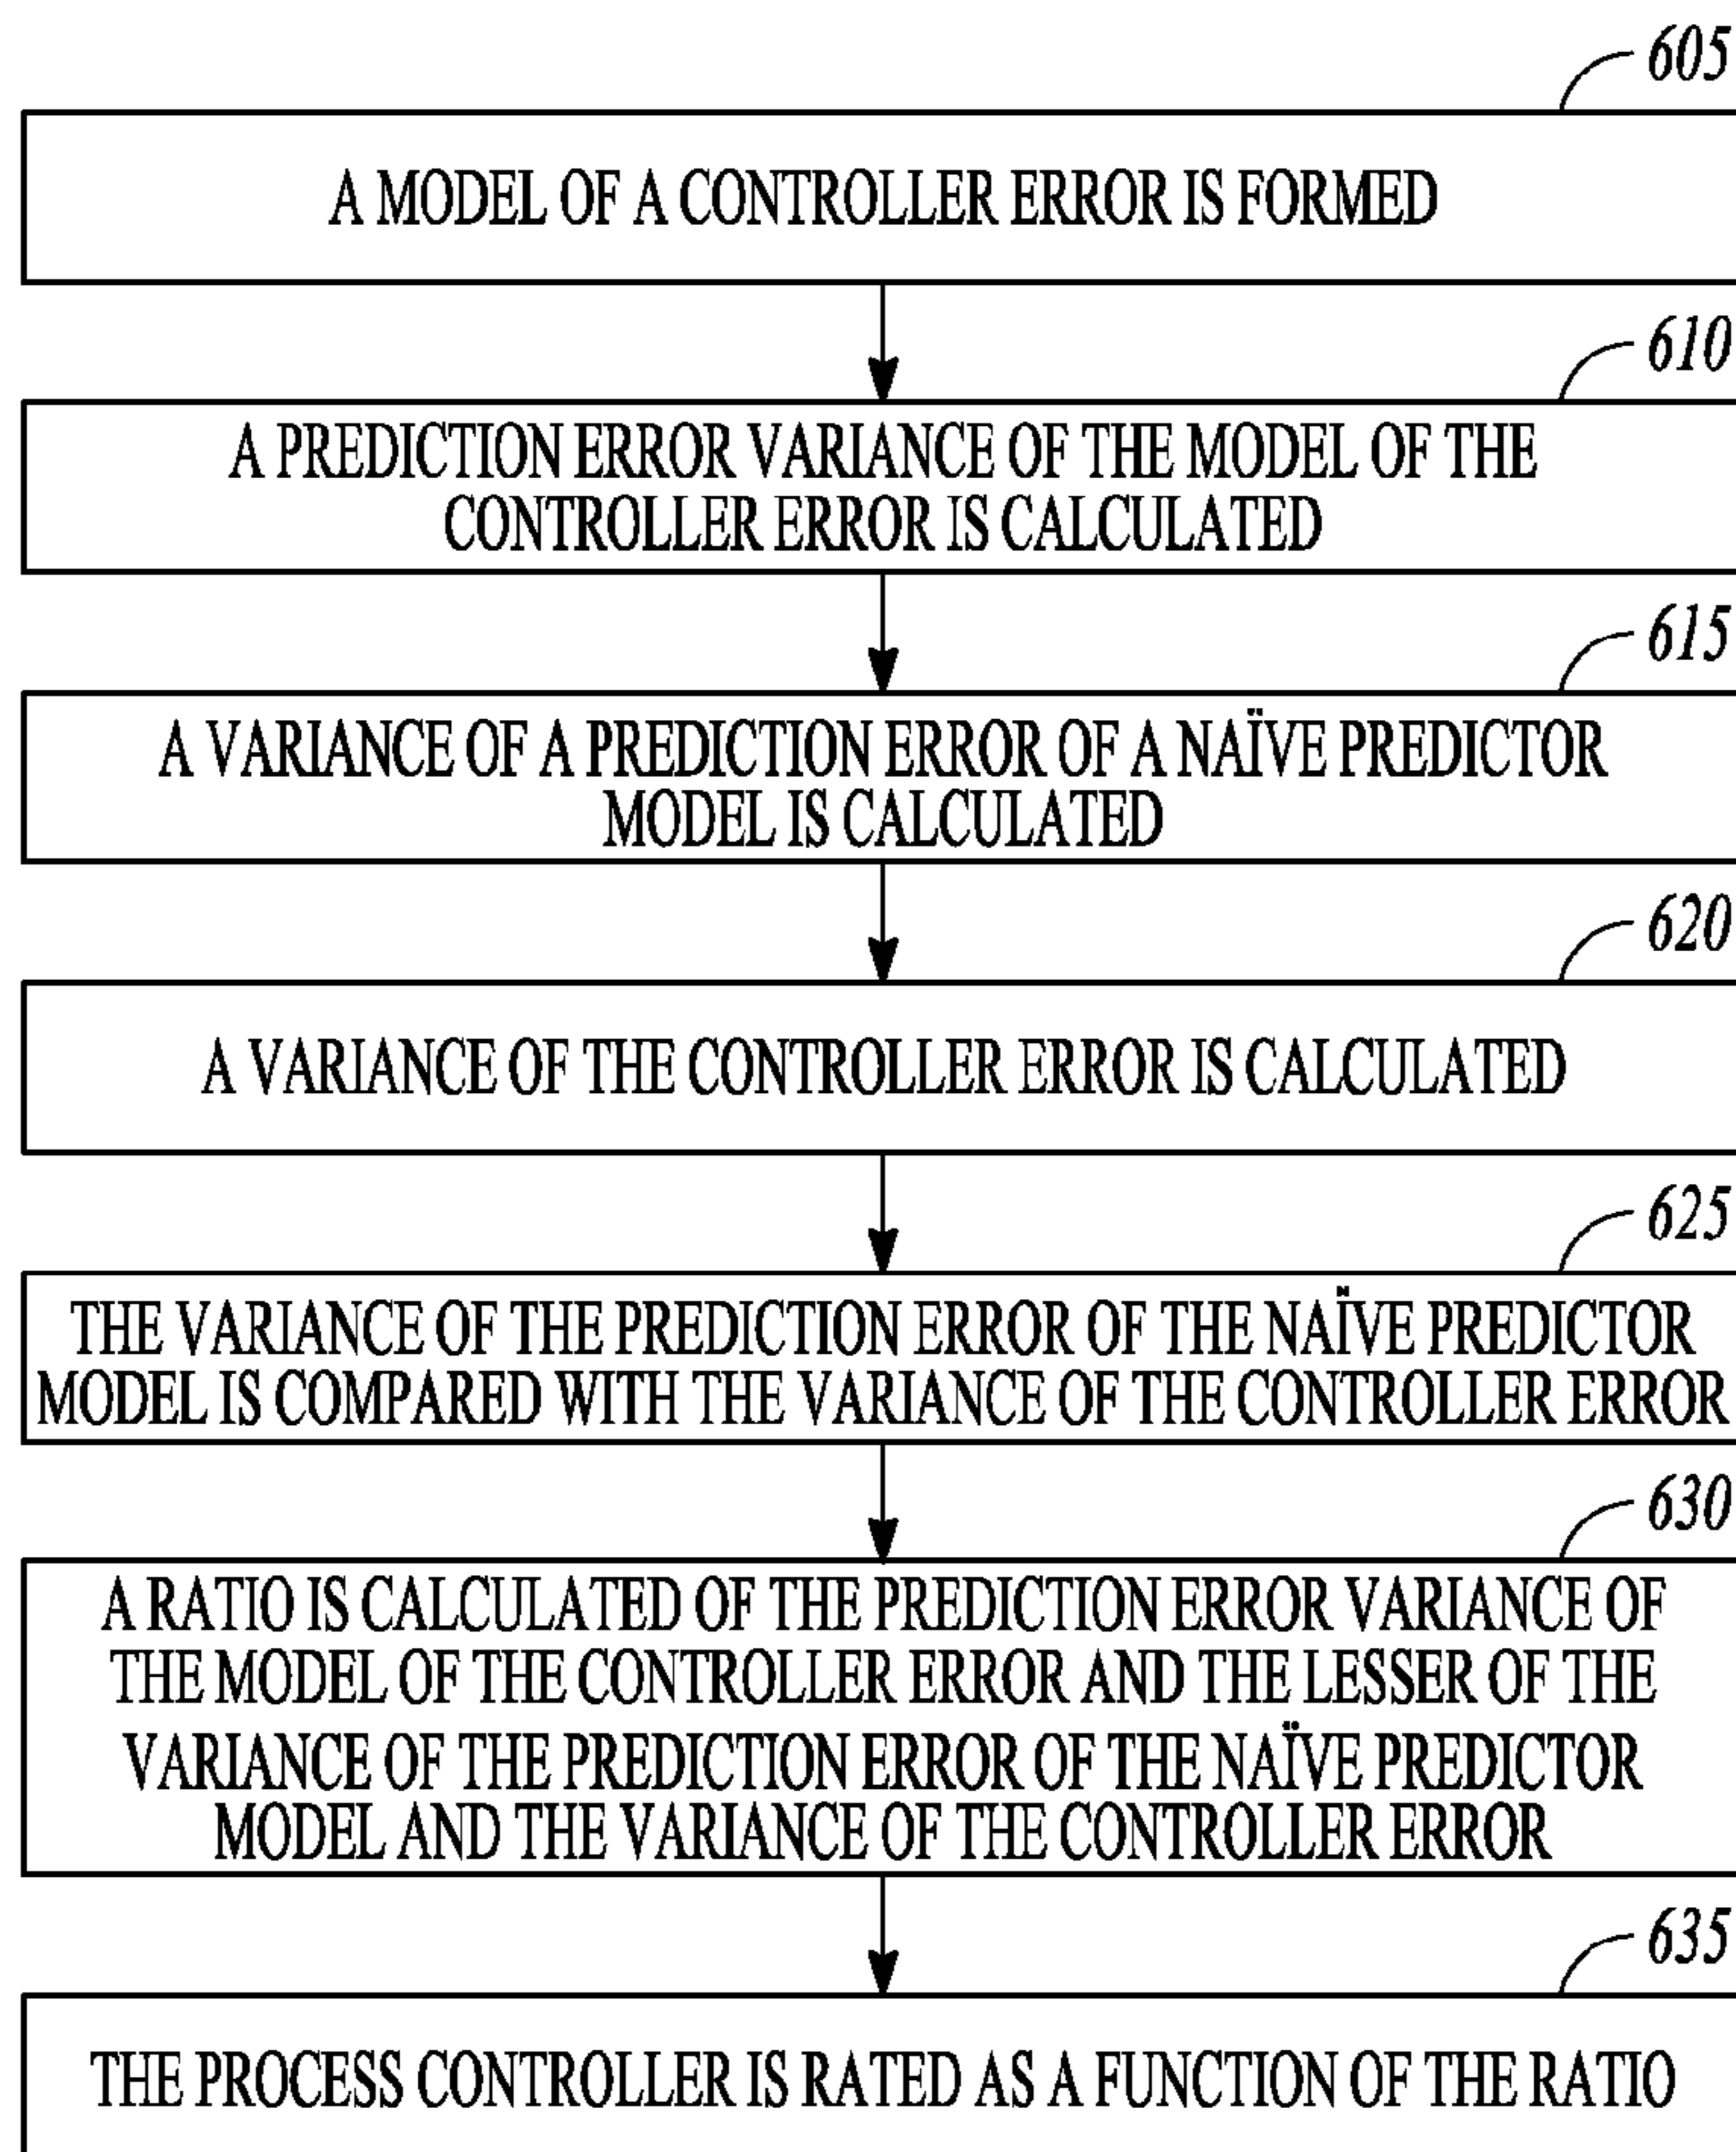 605
A MODEL OF A CONTROLLER ERROR IS FORMED
610
A PREDICTION ERROR VARIANCE OF THE MODEL OF THE
CONTROLLER ERROR IS CALCULATED
615
A VARIANCE OF A PREDICTION ERROR OF A NAÏVE PREDICTOR
MODEL IS CALCULATED
620
A VARIANCE OF THE CONTROLLER ERROR IS CALCULATED
625
THE VARIANCE OF THE PREDICTION ERROR OF THE NAÏVE PREDICTOR
MODEL IS COMPARED WITH THE VARIANCE OF THE CONTROLLER ERROR
630
A RATIO IS CALCULATED OF THE PREDICTION ERROR VARIANCE OF
THE MODEL OF THE CONTROLLER ERROR AND THE LESSER OF THE
VARIANCE OF THE PREDICTION ERROR OF THE NAÏVE PREDICTOR
MODEL AND THE VARIANCE OF THE CONTROLLER ERROR
635
THE PROCESS CONTROLLER IS RATED AS A FUNCTION OF THE RATIO